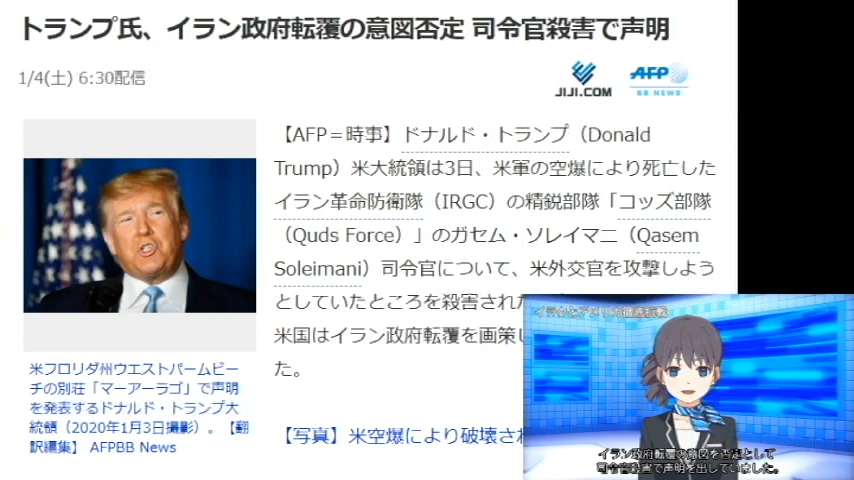 トランプ氏、イラン政府転覆の意図否定 司令官殺害で声明
1/4(土) 6:30配信
JIJI.COM
AFP
BB NEWS
【AFP＝時事】ドナルド・トランプ（Donald
Trump）米大統領は3日、米軍の空爆により死亡した
イラン革命防衛隊（IRGC）の精鋭部隊「コッズ部隊
（Quds Force）」のガセム・ソレイマニ（Qasem
Soleimani）司令官について、米外交官を攻撃しよう
としていたところを殺害された
米国はイラン政府転覆を画策し
た。
【写真】米空爆により破壊され
米フロリダ州ウエストパームビー
チの別荘「マーアーラゴ」で声明
を発表するドナルド・トランプ大
統領（2020年1月3日撮影）。【翻
訳編集】 AFPBB News
イラクとアメリカ徹底抗戦
イラン政府転覆の意図を否定として
司令官殺害で声明を出していました。